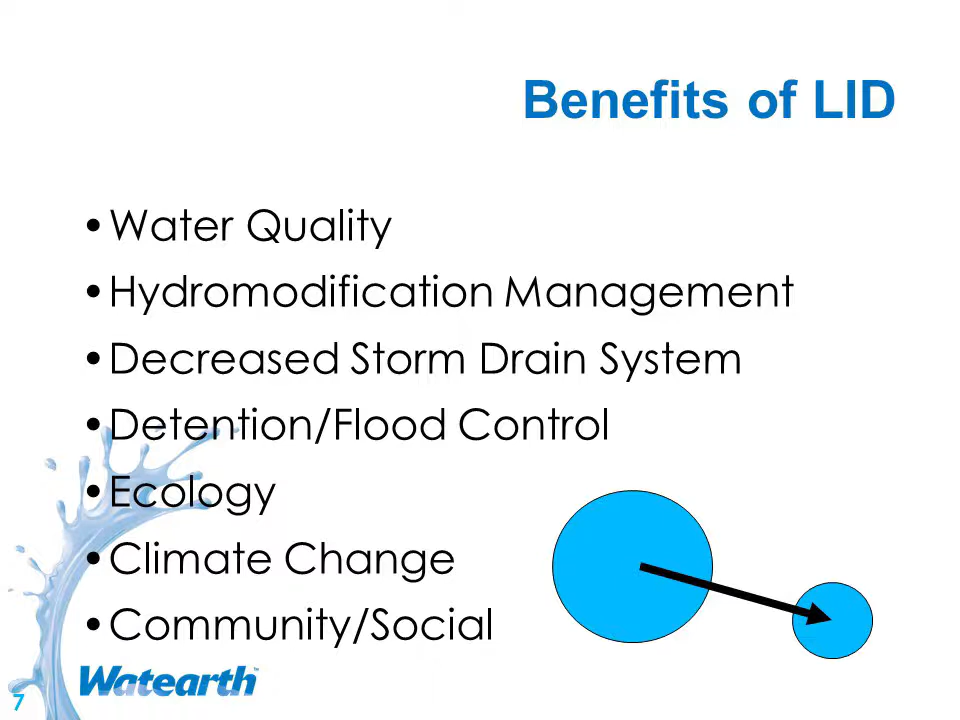 Benefits of LID
•Water Quality
•Hydromodification Management
•Decreased Storm Drain System
•Detention/Flood Control
•Ecology
•Climate Change
•Community/Social
Watearth™
7